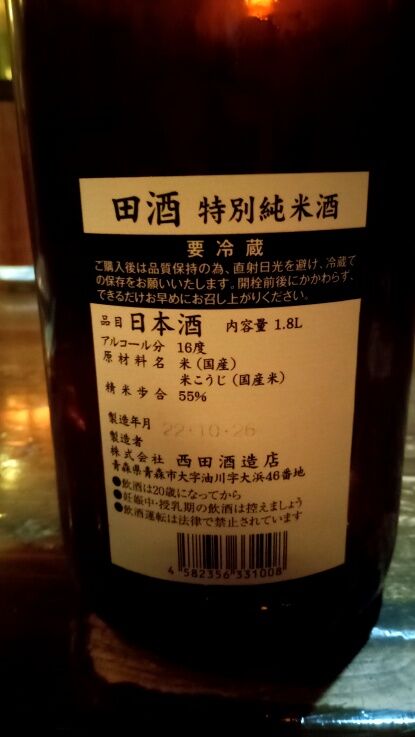 田酒 特別純米酒
要冷蔵
ご購入後は品質保持の為、直射日光を避け、冷蔵で
の保存をお願いいたします。開栓前後にかかわらず、
できるだけお早めにお召し上がりください。
品目 日本酒 内容量 1.8L
アルコール分 16度
原材料名 米(国産)
米こうじ(国産米)
精米歩合 55%
製造年月 22・10・26
製造者
株式会社 西田酒造店
青森県青森市大字油川字大浜46番地
●飲酒は20歳になってから
●妊娠中・授乳期の飲酒は控えましょう
●飲酒運転は法律で禁止されています
4 582356 331008